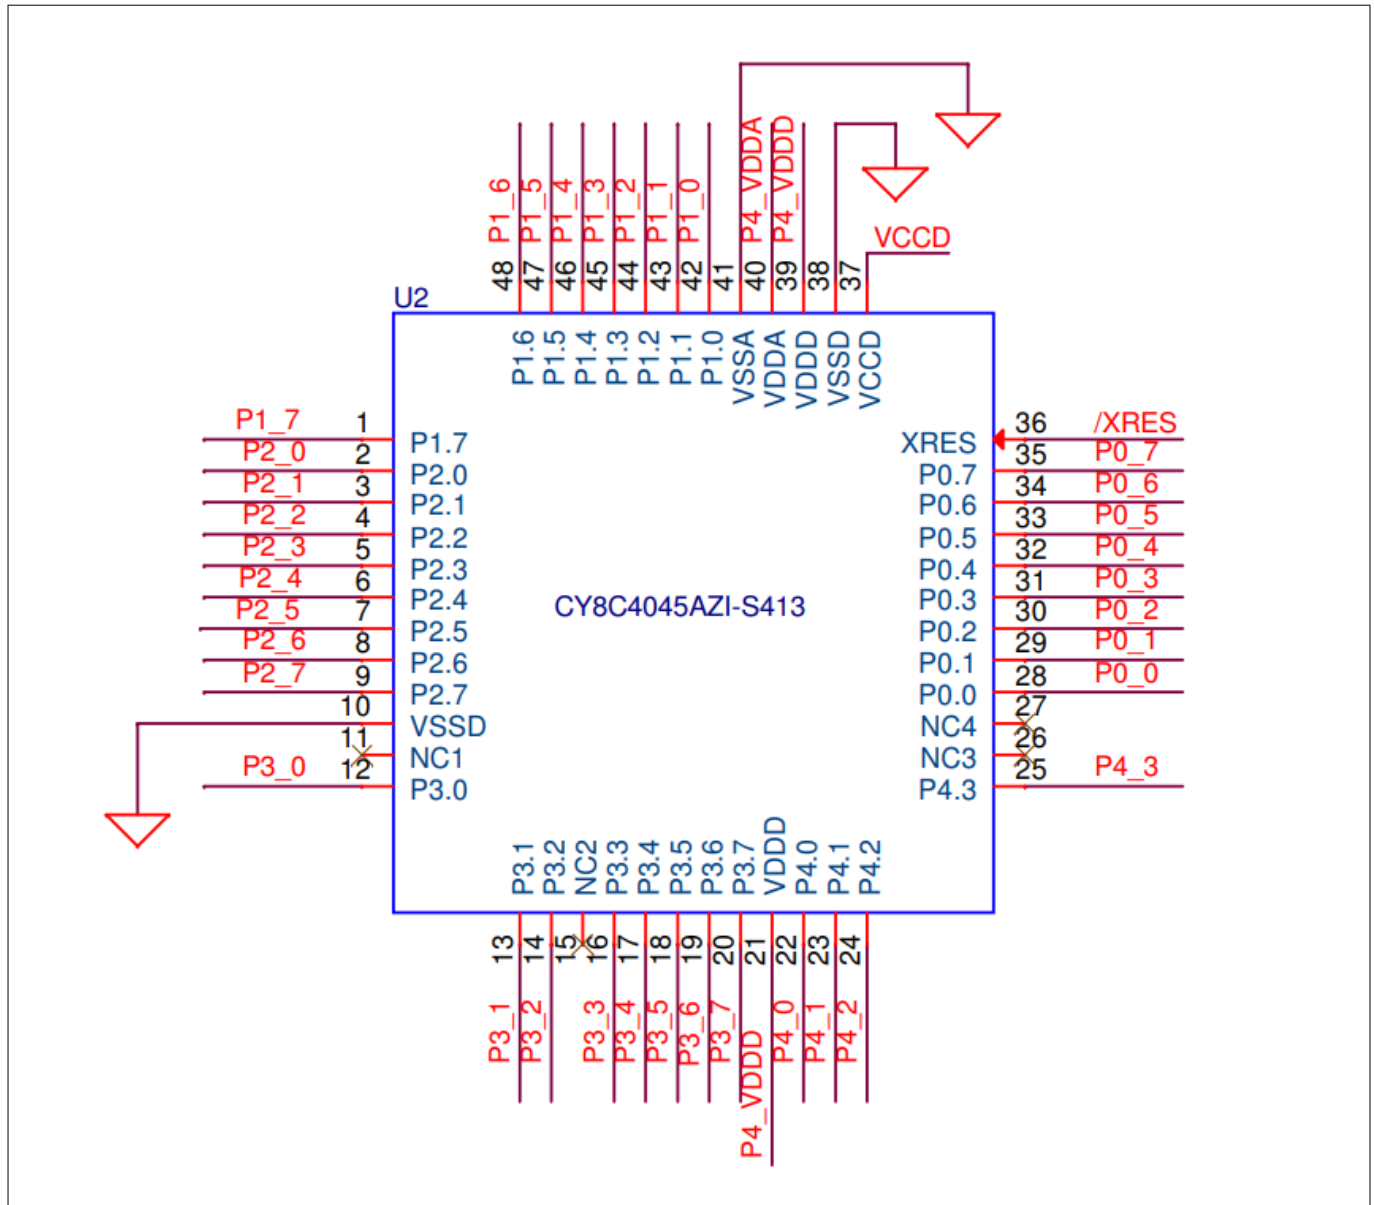 P1_6
P1_5
P1_4
P1_3
P1_2
P1_1
P1_0
P4_VDDA
P4_VDDD
VCCD
48
47
46
45
44
43
42
41
40
39
38
37
U2
P1.6
P1.5
P1.4
P1.3
P1.2
P1.1
P1.0
VSSA
VDDA
VDDD
VSSD
VCCD
P1_7 1 P1.7
P2_0 2 P2.0
P2_1 3 P2.1
P2_2 4 P2.2
P2_3 5 P2.3
P2_4 6 P2.4
P2_5 7 P2.5
P2_6 8 P2.6
P2_7 9 P2.7
10 VSSD
11 NC1
P3_0 12 P3.0
CY8C4045AZI-S413
XRES 36 /XRES
P0.7 35 P0_7
P0.6 34 P0_6
P0.5 33 P0_5
P0.4 32 P0_4
P0.3 31 P0_3
P0.2 30 P0_2
P0.1 29 P0_1
P0.0 28 P0_0
NC4 27
NC3 26
P4.3 25 P4_3
P3.1
P3.2
NC2
P3.3
P3.4
P3.5
P3.6
P3.7
VDDD
P4.0
P4.1
P4.2
13
14
15
16
17
18
19
20
21
22
23
24
P3_1
P3_2
P3_3
P3_4
P3_5
P3_6
P3_7
P4_VDDD
P4_0
P4_1
P4_2